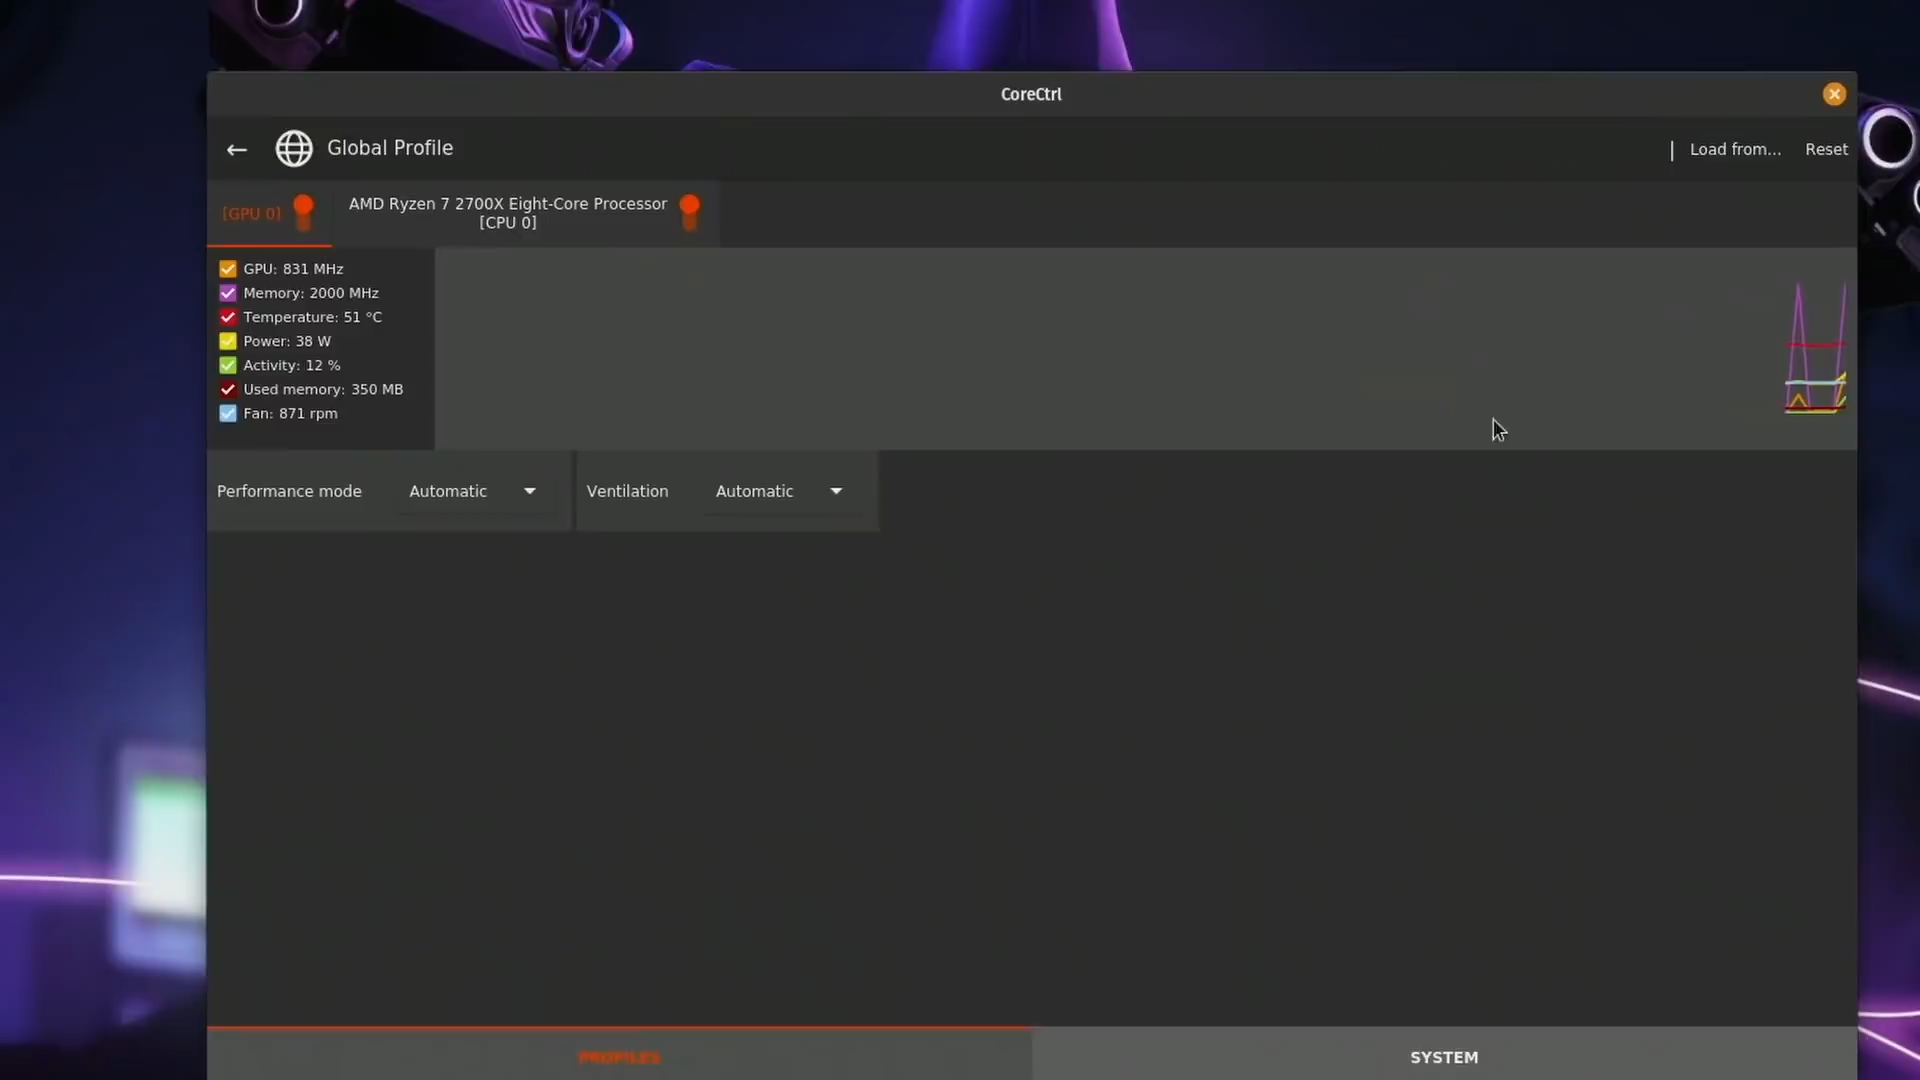 CoreCtrl
Global Profile
Load from...
Reset
[GPU 0]
AMD Ryzen 7 2700X Eight-Core Processor
[CPU 0]
GPU: 831 MHz
Memory: 2000 MHz
Temperature: 51 °C
Power: 38 W
Activity: 12 %
Used memory: 350 MB
Fan: 871 rpm
Performance mode
Automatic
Ventilation
Automatic
PROFILES
SYSTEM